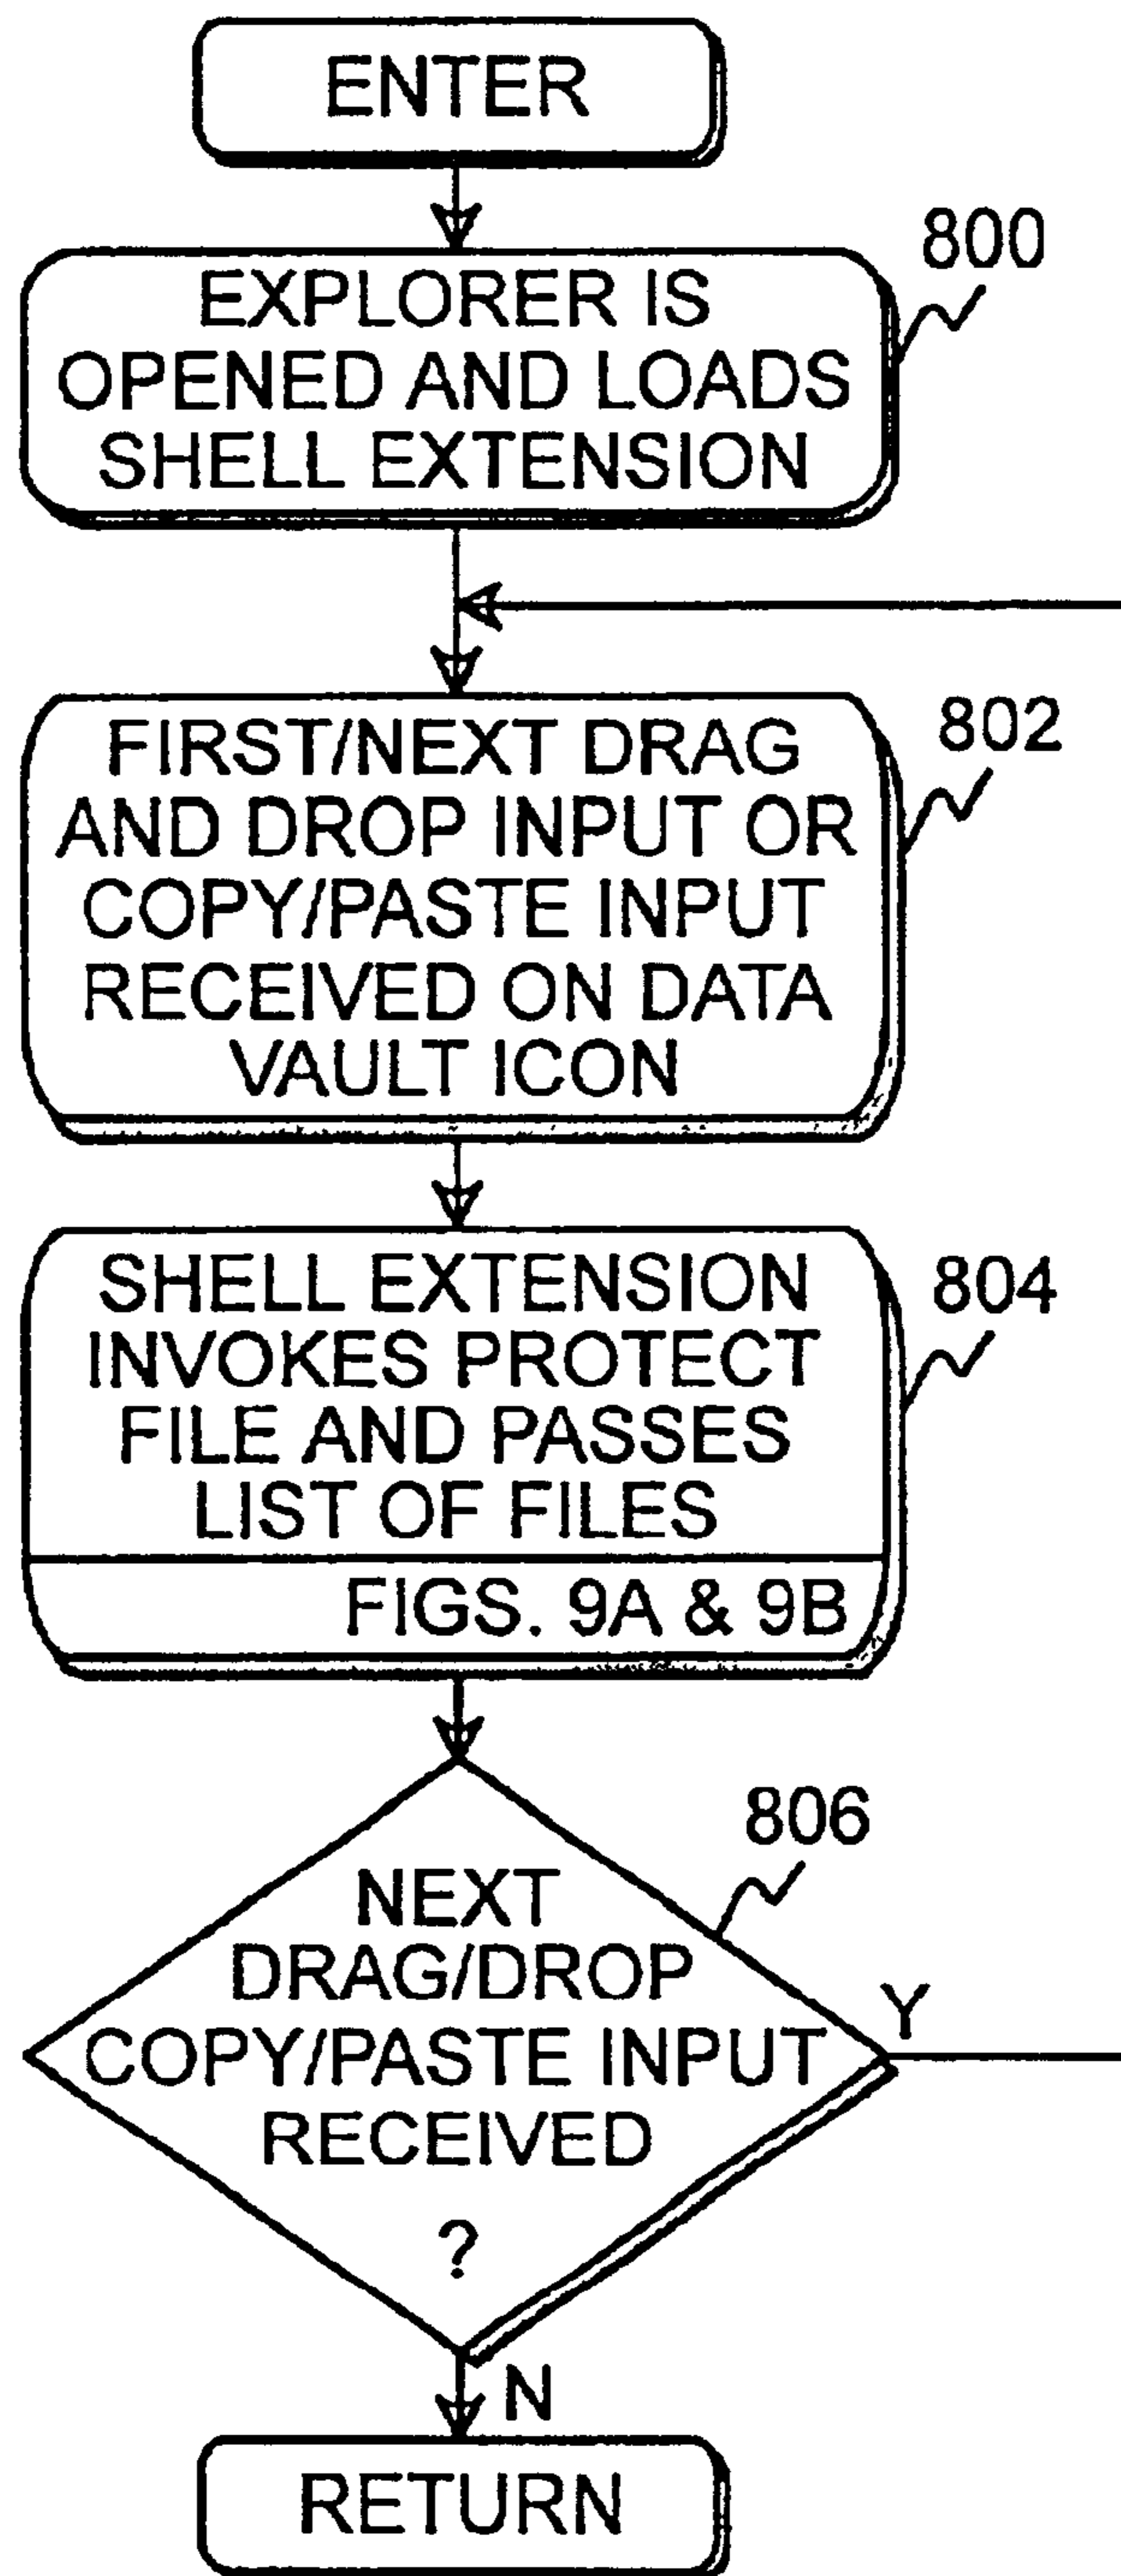 ENTER
800
EXPLORER IS
OPENED AND LOADS
SHELL EXTENSION
802
FIRST/NEXT DRAG
AND DROP INPUT OR
COPY/PASTE INPUT
RECEIVED ON DATA
VAULT ICON
804
SHELL EXTENSION
INVOKES PROTECT
FILE AND PASSES
LIST OF FILES
FIGS. 9A & 9B
806
NEXT
DRAG/DROP
COPY/PASTE INPUT
RECEIVED
?
Y
N
RETURN